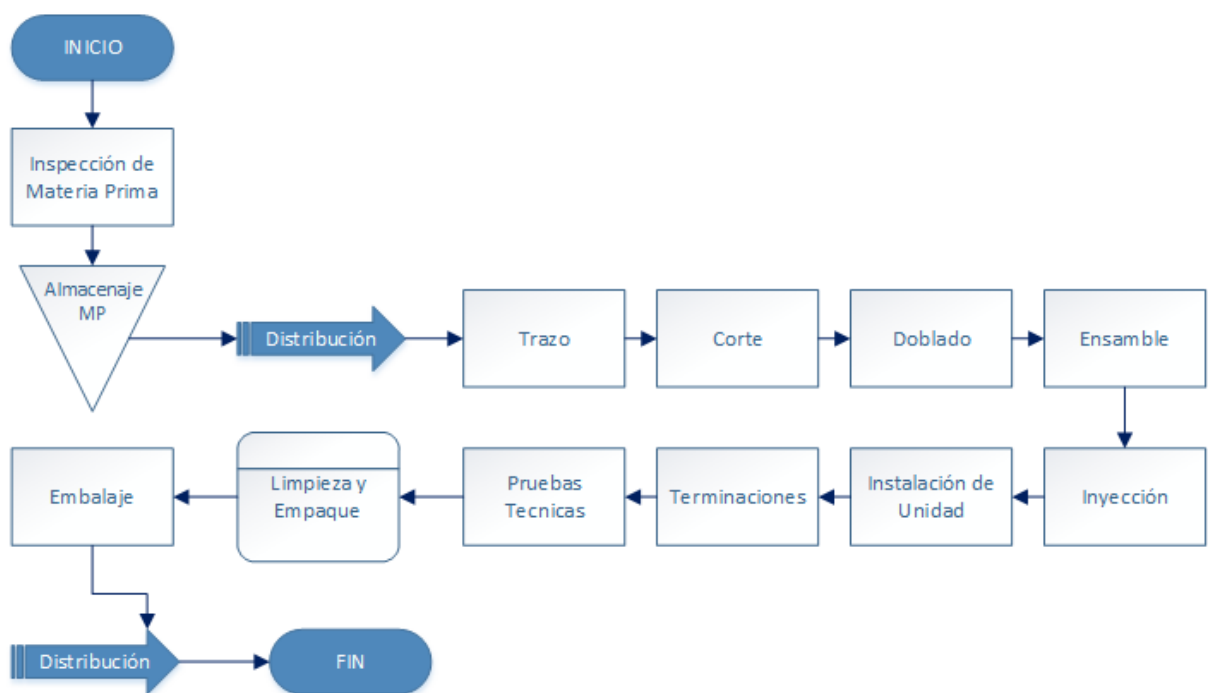 INICIO
Inspección de
Materia Prima
Almacenaje
MP
Distribución
Trazo
Corte
Doblado
Ensamble
Inyección
Instalación de
Unidad
Terminaciones
Pruebas
Tecnicas
Limpieza y
Empaque
Embalaje
Distribución
FIN